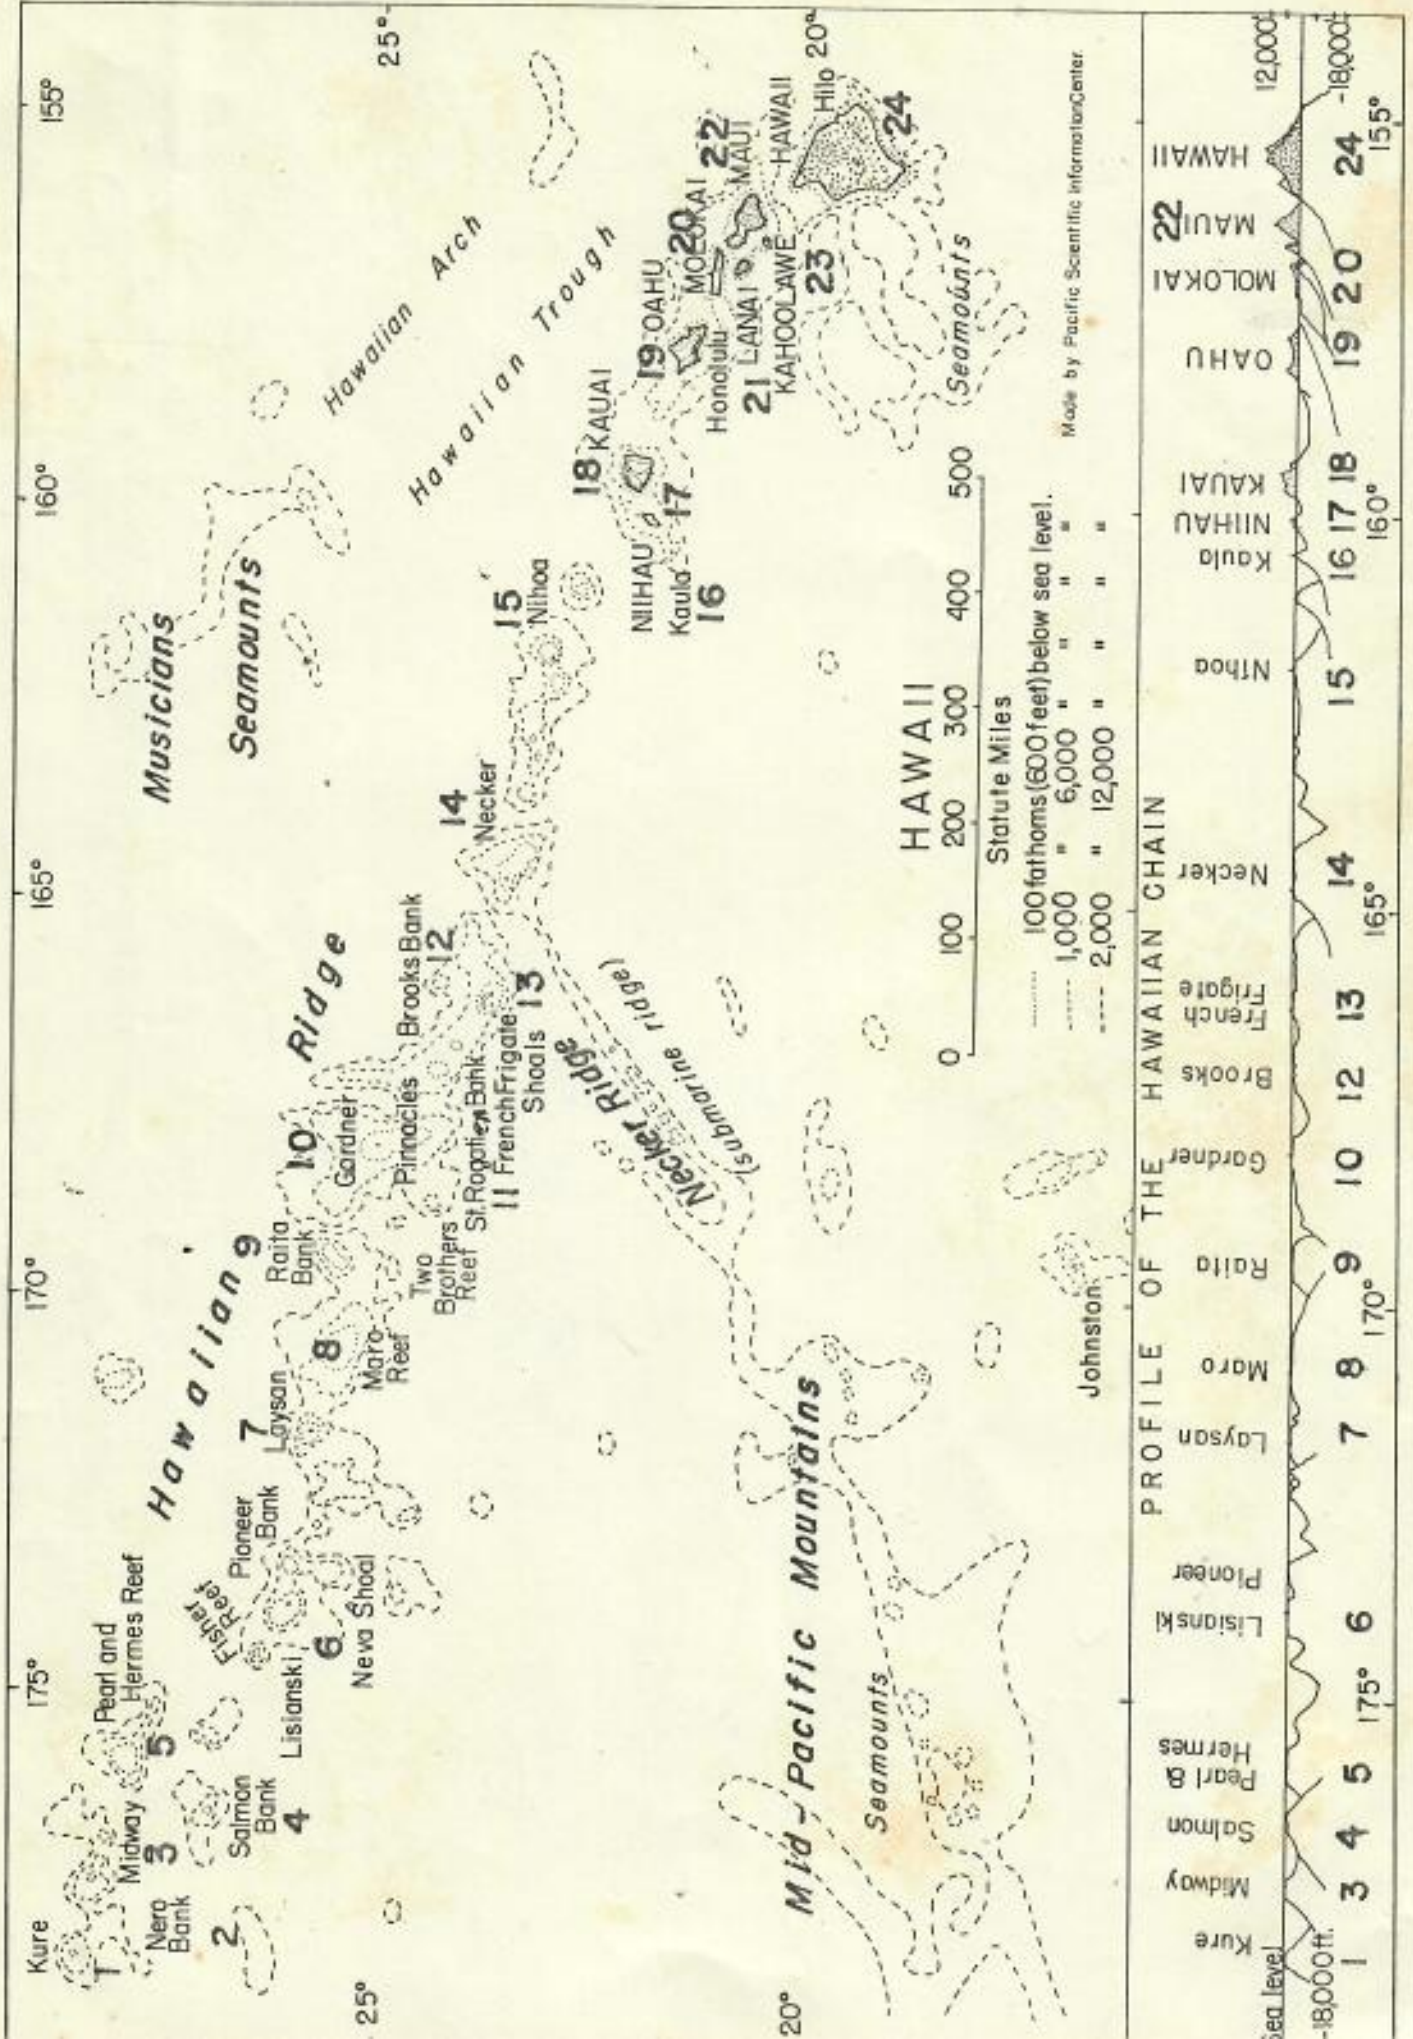 155°
160°
165°
170°
175°
25°
20°
Kure
1
Nero
Bank
2
Midway
3
Salmon
Bank
4
Pearl and
Hermes Reef
5
Fisher
Reef
Lisianski
6
Neva Shoal
Pioneer
Bank
Laysan
7
Maro
Reef
8
Raita
Bank
9
Hawaiian Ridge
Two
Brothers
Reef
10
Gardner
Pinnacles
St. Rogatien Bank
11
Brooks Bank
12
French Frigate
Shoals
13
Necker
14
Nihoa
15
Musicians
Seamounts
Hawaiian Arch
Hawaiian Trough
Kaula
16
NIIHAU
17
18 KAUAI
19 OAHU
Honolulu
20
MOLOKAI
21 LANAI
22
MAUI
KAHOOLAWE
23
HAWAII
Hilo
24
Seamounts
Necker Ridge
(submarine ridge)
Johnston
Mid-Pacific Mountains
Seamounts
25°
20°
HAWAII
0 100 200 300 400 500
Statute Miles
100 fathoms (600 feet) below sea level.
1,000 " 6,000 " " "
2,000 " 12,000 " " "
Made by Pacific Scientific Information Center.
PROFILE OF THE HAWAIIAN CHAIN
Kure
Midway
Salmon
Pearl &
Hermes
Lisianski
Pioneer
Laysan
Maro
Raita
Gardner
Brooks
French
Frigate
Necker
Nihoa
Kaula
NIIHAU
KAUAI
OAHU
MOLOKAI
MAUI
22
HAWAII
12,000'
Sea level
-18,000 ft.
-18,000'
1 3 4 5 6 7 8 9 10 12 13 14 15 16 17 18 19 20 24
175° 170° 165° 160° 155°